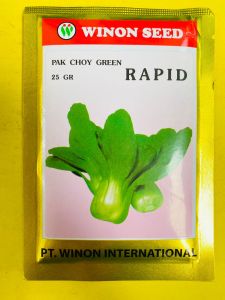 WINON SEED
PAK CHOY GREEN
25 GR
RAPID
PT. WINON INTERNATIONAL